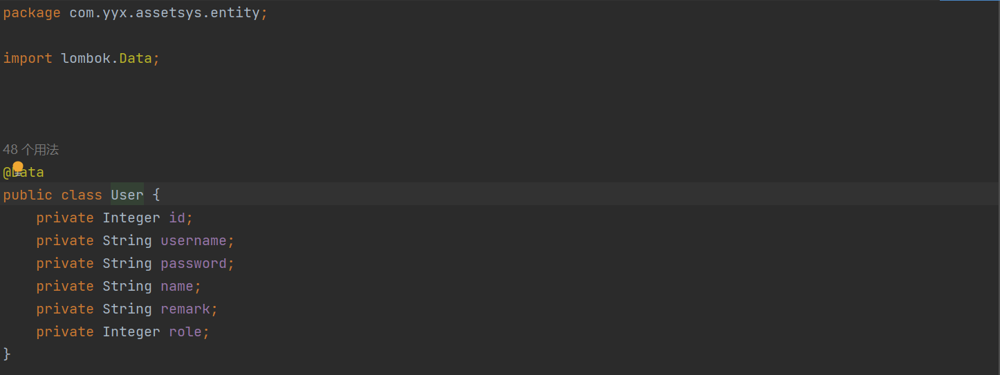 package com.yyx.assetsys.entity;
import lombok.Data;
48 个用法
@Data
public class User {
    private Integer id;
    private String username;
    private String password;
    private String name;
    private String remark;
    private Integer role;
}